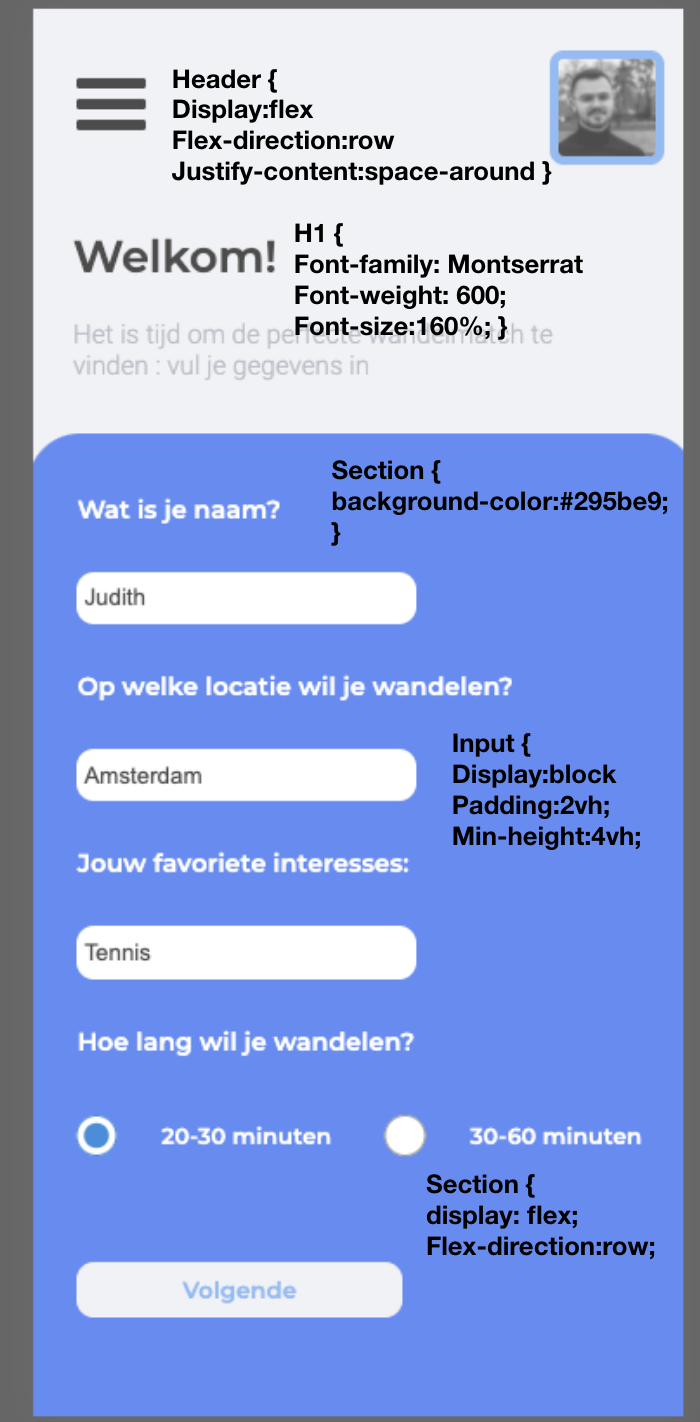 Header {
Display:flex
Flex-direction:row
Justify-content:space-around }
Welkom!
H1 {
Font-family: Montserrat
Font-weight: 600;
Font-size:160%; }
Het is tijd om de perfecte wandelmatch te
vinden : vul je gegevens in
Section {
background-color:#295be9;
}
Wat is je naam?
Judith
Op welke locatie wil je wandelen?
Input {
Display:block
Padding:2vh;
Min-height:4vh;
Amsterdam
Jouw favoriete interesses:
Tennis
Hoe lang wil je wandelen?
20-30 minuten
30-60 minuten
Section {
display: flex;
Flex-direction:row;
Volgende